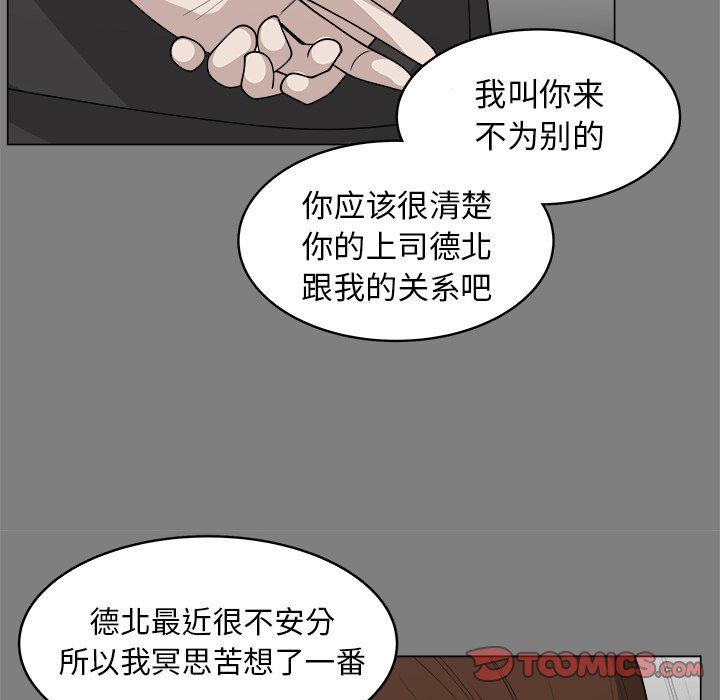 我叫你来
不为别的
你应该很清楚
你的上司德北
跟我的关系吧
德北最近很不安分
所以我冥思苦想了一番
TOOMICS.COM